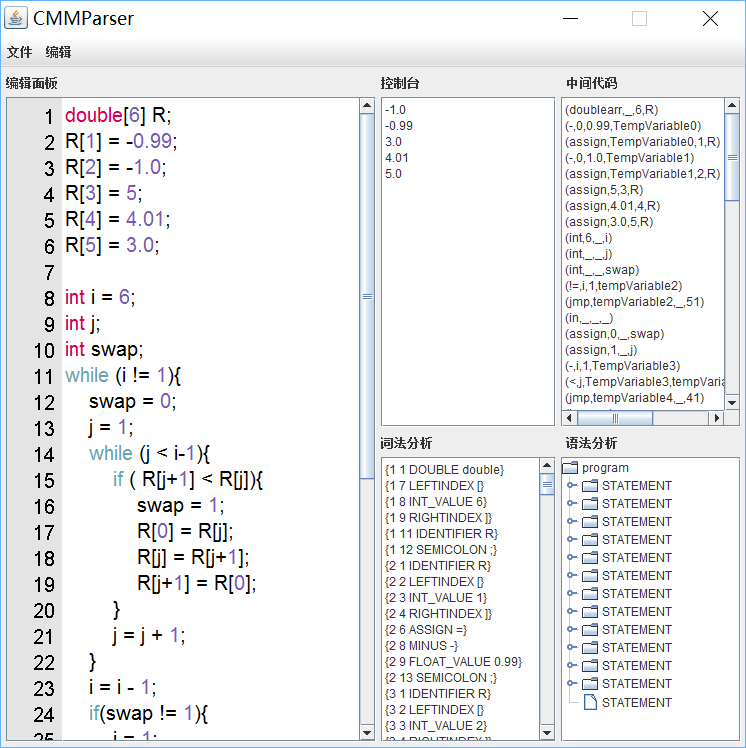 CMMParser
文件 编辑
编辑面板
1 double[6] R;
2 R[1] = -0.99;
3 R[2] = -1.0;
4 R[3] = 5;
5 R[4] = 4.01;
6 R[5] = 3.0;
7
8 int i = 6;
9 int j;
10 int swap;
11 while (i != 1){
12 swap = 0;
13 j = 1;
14 while (j < i-1){
15 if ( R[j+1] < R[j]){
16 swap = 1;
17 R[0] = R[j];
18 R[j] = R[j+1];
19 R[j+1] = R[0];
20 }
21 j = j + 1;
22 }
23 i = i - 1;
24 if(swap != 1){
25 i = 1;
控制台
-1.0
-0.99
3.0
4.01
5.0
中间代码
(doublearr,_,6,R)
(-,0,0.99,TempVariable0)
(assign,TempVariable0,1,R)
(-,0,1.0,TempVariable1)
(assign,TempVariable1,2,R)
(assign,5,3,R)
(assign,4.01,4,R)
(assign,3.0,5,R)
(int,6,_,i)
(int,_,_,j)
(int,_,_,swap)
(!=,i,1,tempVariable2)
(jmp,tempVariable2,_,51)
(in,_,_,_)
(assign,0,_,swap)
(assign,1,_,j)
(-,i,1,TempVariable3)
(<,j,TempVariable3,tempVaria
(jmp,tempVariable4,_,41)
词法分析
{1 1 DOUBLE double}
{1 7 LEFTINDEX [}
{1 8 INT_VALUE 6}
{1 9 RIGHTINDEX ]}
{1 11 IDENTIFIER R}
{1 12 SEMICOLON ;}
{2 1 IDENTIFIER R}
{2 2 LEFTINDEX [}
{2 3 INT_VALUE 1}
{2 4 RIGHTINDEX ]}
{2 6 ASSIGN =}
{2 8 MINUS -}
{2 9 FLOAT_VALUE 0.99}
{2 13 SEMICOLON ;}
{3 1 IDENTIFIER R}
{3 2 LEFTINDEX [}
{3 3 INT_VALUE 2}
{3 4 RIGHTINDEX ]}
语法分析
program
STATEMENT
STATEMENT
STATEMENT
STATEMENT
STATEMENT
STATEMENT
STATEMENT
STATEMENT
STATEMENT
STATEMENT
STATEMENT
STATEMENT
STATEMENT